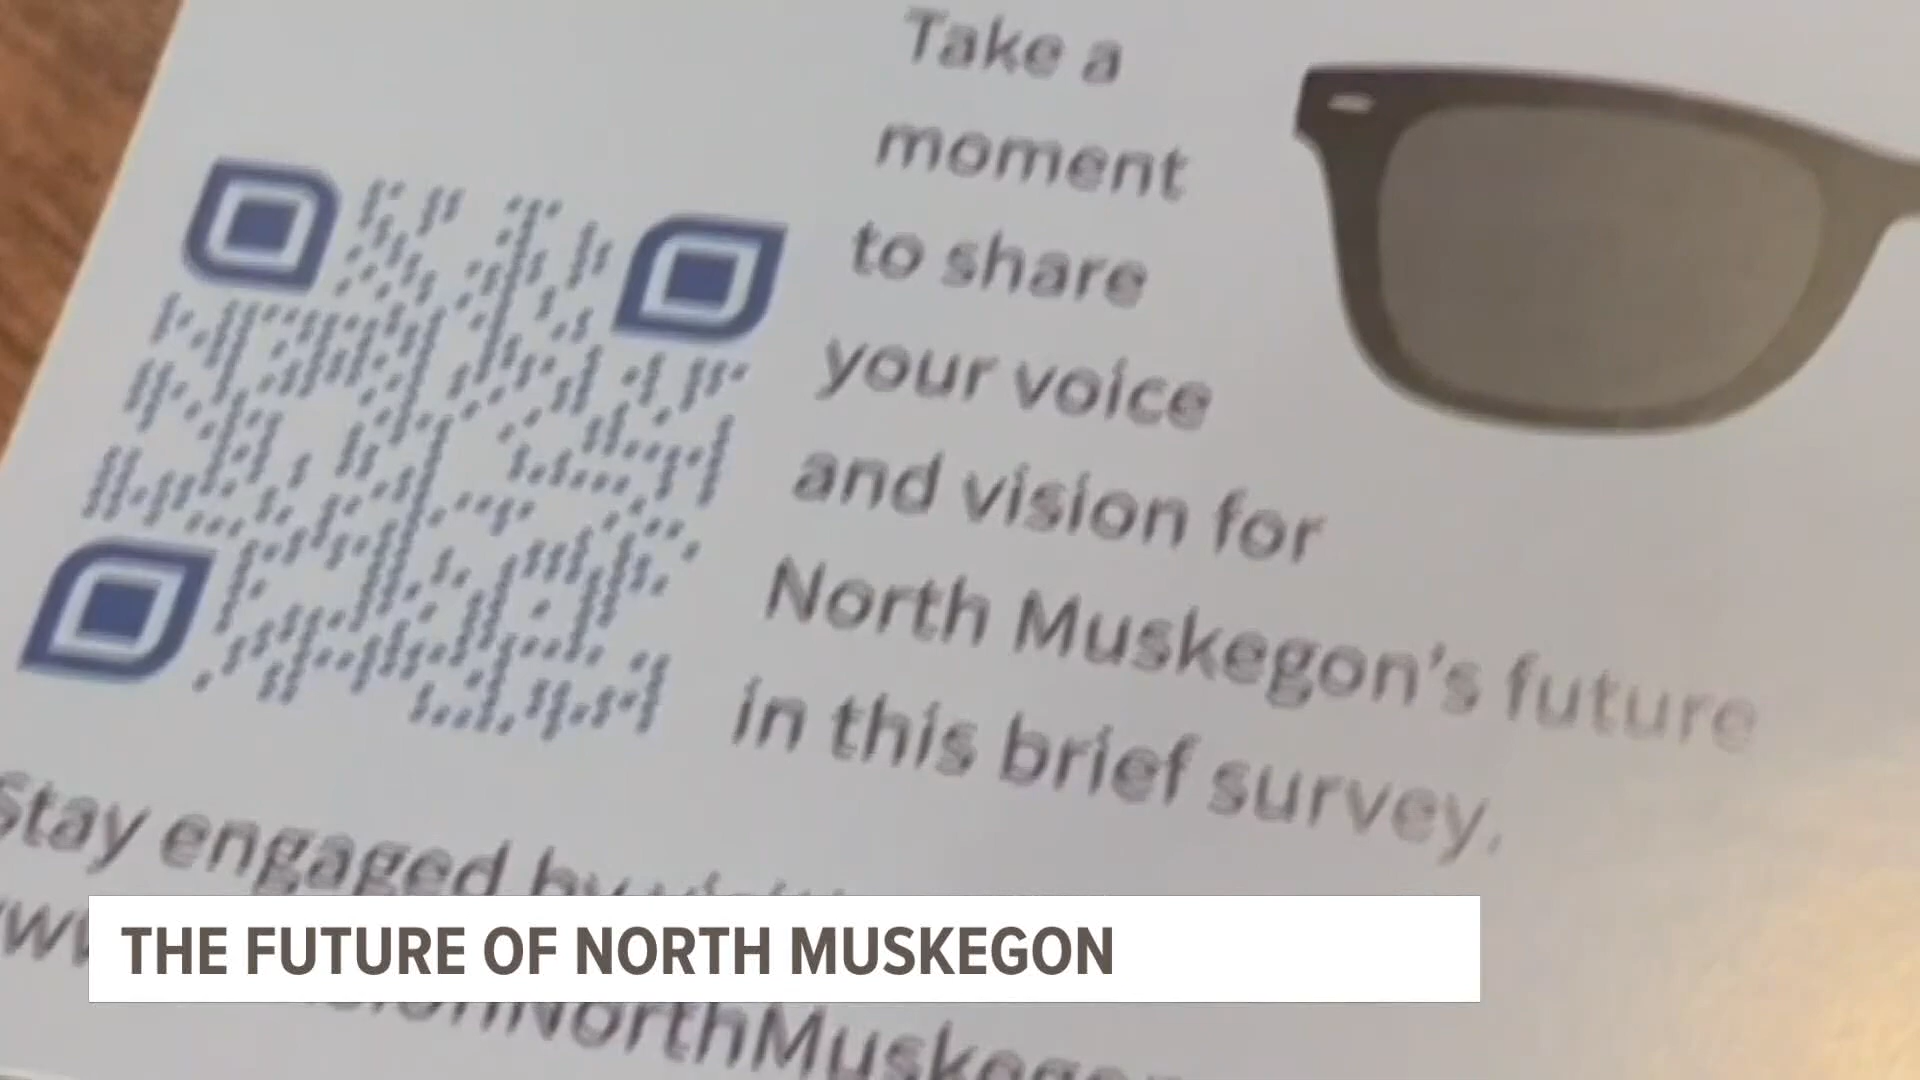 Take a
moment
to share
your voice
and vision for
North Muskegon's future
in this brief survey.
Stay engaged by
THE FUTURE OF NORTH MUSKEGON